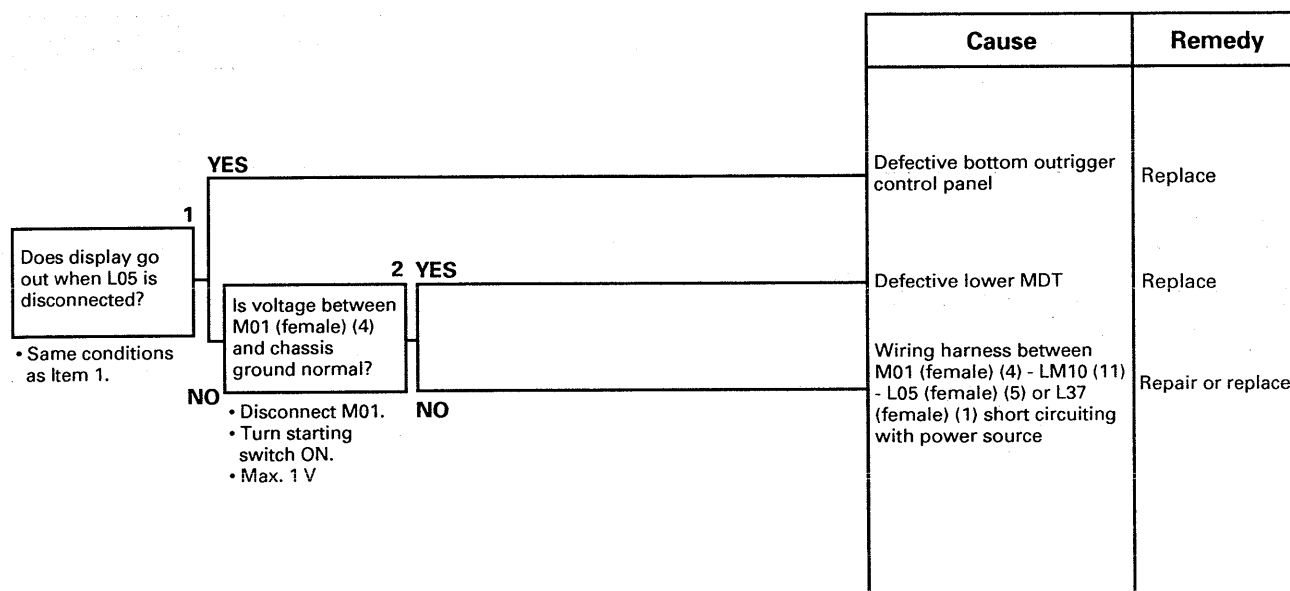 Cause
Remedy
YES
Defective bottom outrigger
control panel
Replace
1
Does display go
out when L05 is
disconnected?
• Same conditions
as Item 1.
2
YES
Defective lower MDT
Replace
Is voltage between
M01 (female) (4)
and chassis
ground normal?
NO
• Disconnect M01.
• Turn starting
switch ON.
• Max. 1 V
NO
Wiring harness between
M01 (female) (4) - LM10 (11)
- L05 (female) (5) or L37
(female) (1) short circuiting
with power source
Repair or replace